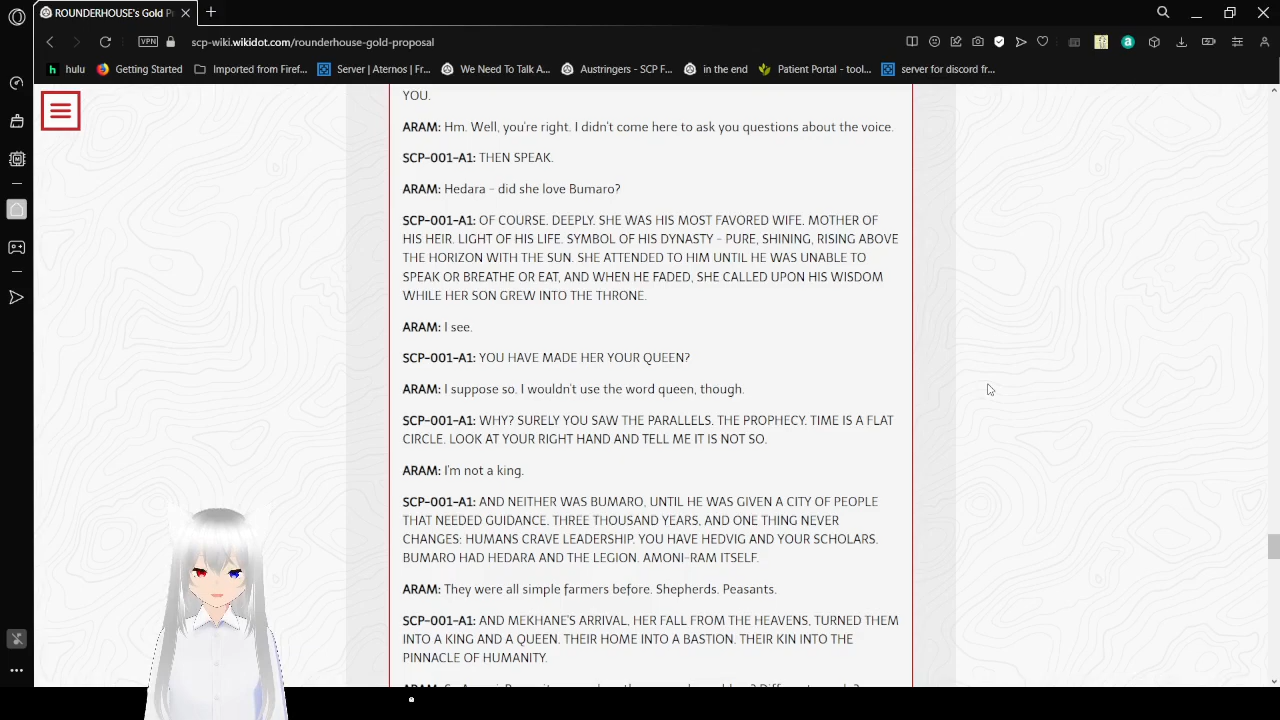 ROUNDERHOUSE's Gold P
VPN
scp-wiki.wikidot.com/rounderhouse-gold-proposal
hulu
Getting Started
Imported from Firef...
Server | Aternos | Fr...
We Need To Talk A...
Austringers - SCP F...
in the end
Patient Portal - tool...
server for discord fr...
YOU.
ARAM: Hm. Well, you're right. I didn't come here to ask you questions about the voice.
SCP-001-A1: THEN SPEAK.
ARAM: Hedara - did she love Bumaro?
SCP-001-A1: OF COURSE. DEEPLY. SHE WAS HIS MOST FAVORED WIFE. MOTHER OF
HIS HEIR. LIGHT OF HIS LIFE. SYMBOL OF HIS DYNASTY - PURE, SHINING, RISING ABOVE
THE HORIZON WITH THE SUN. SHE ATTENDED TO HIM UNTIL HE WAS UNABLE TO
SPEAK OR BREATHE OR EAT, AND WHEN HE FADED, SHE CALLED UPON HIS WISDOM
WHILE HER SON GREW INTO THE THRONE.
ARAM: I see.
SCP-001-A1: YOU HAVE MADE HER YOUR QUEEN?
ARAM: I suppose so. I wouldn't use the word queen, though.
SCP-001-A1: WHY? SURELY YOU SAW THE PARALLELS. THE PROPHECY. TIME IS A FLAT
CIRCLE. LOOK AT YOUR RIGHT HAND AND TELL ME IT IS NOT SO.
ARAM: I'm not a king.
SCP-001-A1: AND NEITHER WAS BUMARO, UNTIL HE WAS GIVEN A CITY OF PEOPLE
THAT NEEDED GUIDANCE. THREE THOUSAND YEARS, AND ONE THING NEVER
CHANGES: HUMANS CRAVE LEADERSHIP. YOU HAVE HEDVIG AND YOUR SCHOLARS.
BUMARO HAD HEDARA AND THE LEGION. AMONI-RAM ITSELF.
ARAM: They were all simple farmers before. Shepherds. Peasants.
SCP-001-A1: AND MEKHANE'S ARRIVAL, HER FALL FROM THE HEAVENS, TURNED THEM
INTO A KING AND A QUEEN. THEIR HOME INTO A BASTION. THEIR KIN INTO THE
PINNACLE OF HUMANITY.